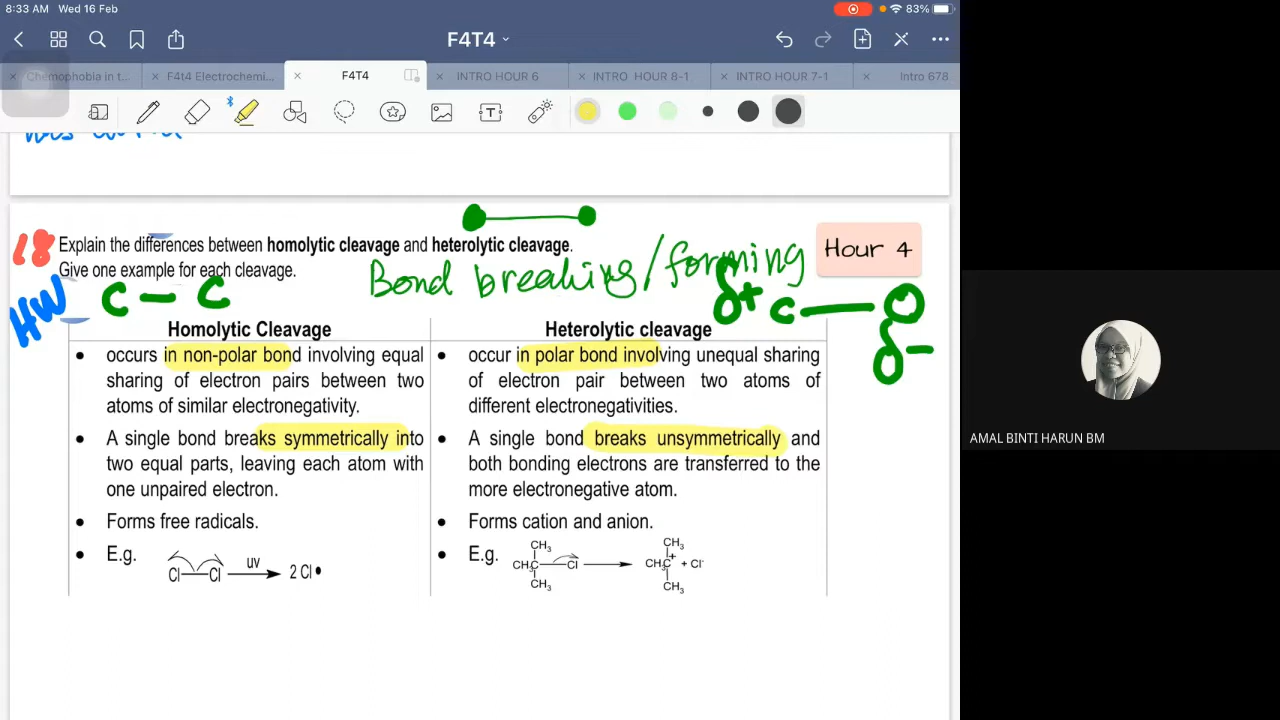 8:33 AM Wed 16 Feb
83%
F4T4
Chemophobia in t...
F4t4 Electrochemi...
F4T4
INTRO HOUR 6
INTRO HOUR 8-1
INTRO HOUR 7-1
Intro 678
18
Explain the differences between homolytic cleavage and heterolytic cleavage.
Give one example for each cleavage.
Hour 4
Bond breaking/forming
HW
C – C
δ+ C — O
δ-
Homolytic Cleavage
• occurs in non-polar bond involving equal
sharing of electron pairs between two
atoms of similar electronegativity.
• A single bond breaks symmetrically into
two equal parts, leaving each atom with
one unpaired electron.
• Forms free radicals.
• E.g.
Cl—Cl uv 2 Cl•
Heterolytic cleavage
• occur in polar bond involving unequal sharing
of electron pair between two atoms of
different electronegativities.
• A single bond breaks unsymmetrically and
both bonding electrons are transferred to the
more electronegative atom.
• Forms cation and anion.
• E.g.
CH₃ CH₃
CH₃C—Cl CH₃C+ + Cl⁻
CH₃ CH₃
AMAL BINTI HARUN BM